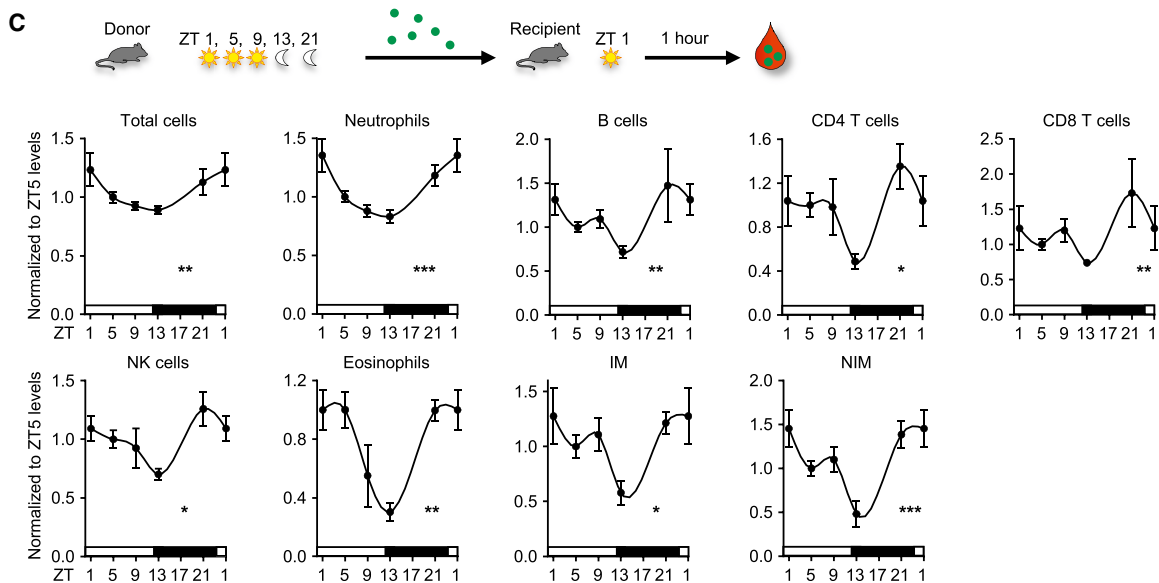 C
Donor
ZT 1, 5, 9, 13, 21
Recipient
ZT 1
1 hour
Total cells
Neutrophils
B cells
CD4 T cells
CD8 T cells
Normalized to ZT5 levels
1.5
1.0
0.5
0.0
**
ZT 1 5 9 13 17 21 1
1.5
1.0
0.5
0.0
***
1 5 9 13 17 21 1
2.0
1.5
1.0
0.5
0.0
**
1 5 9 13 17 21 1
1.6
1.2
0.8
0.4
0.0
*
1 5 9 13 17 21 1
2.5
2.0
1.5
1.0
0.5
0.0
**
1 5 9 13 17 21 1
NK cells
Eosinophils
IM
NIM
Normalized to ZT5 levels
1.5
1.0
0.5
0.0
*
ZT 1 5 9 13 17 21 1
1.2
0.8
0.4
0.0
**
1 5 9 13 17 21 1
1.5
1.0
0.5
0.0
*
1 5 9 13 17 21 1
2.0
1.5
1.0
0.5
0.0
***
1 5 9 13 17 21 1